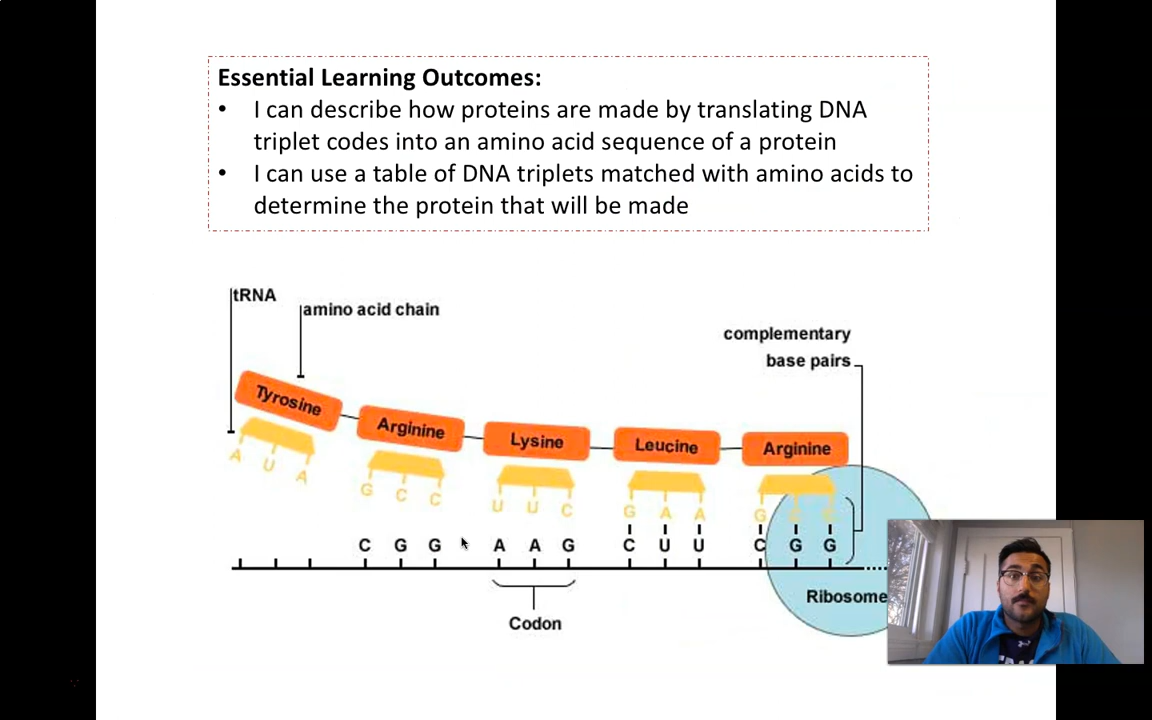 Essential Learning Outcomes:
• I can describe how proteins are made by translating DNA
triplet codes into an amino acid sequence of a protein
• I can use a table of DNA triplets matched with amino acids to
determine the protein that will be made
tRNA
amino acid chain
complementary
base pairs
Tyrosine
Arginine
Lysine
Leucine
Arginine
A U A
G C C
U U C
G A A
G
C G G
A A G
C U U
C G G
Codon
Ribosome